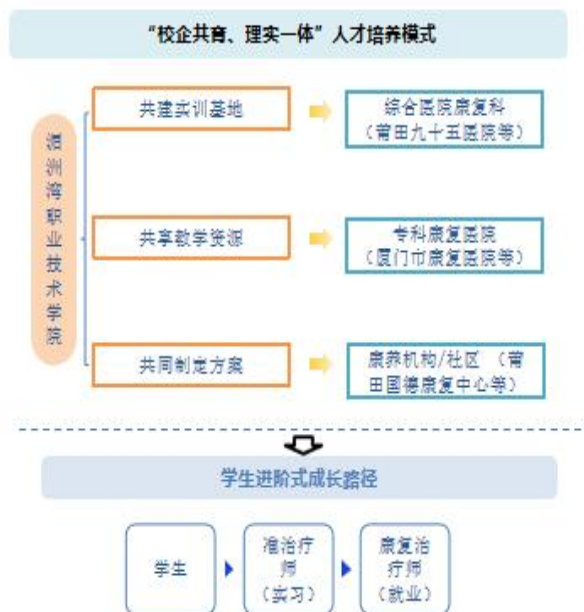 “校企共育、理实一体”人才培养模式
湄洲湾职业技术学院
共建实训基地
综合医院康复科
（莆田九十五医院等）
共享教学资源
专科康复医院
（厦门市康复医院等）
共同制定方案
康养机构/社区 （莆
田国德康复中心等）
学生进阶式成长路径
学生
准治疗
师
（实习）
康复治
疗师
（就业）